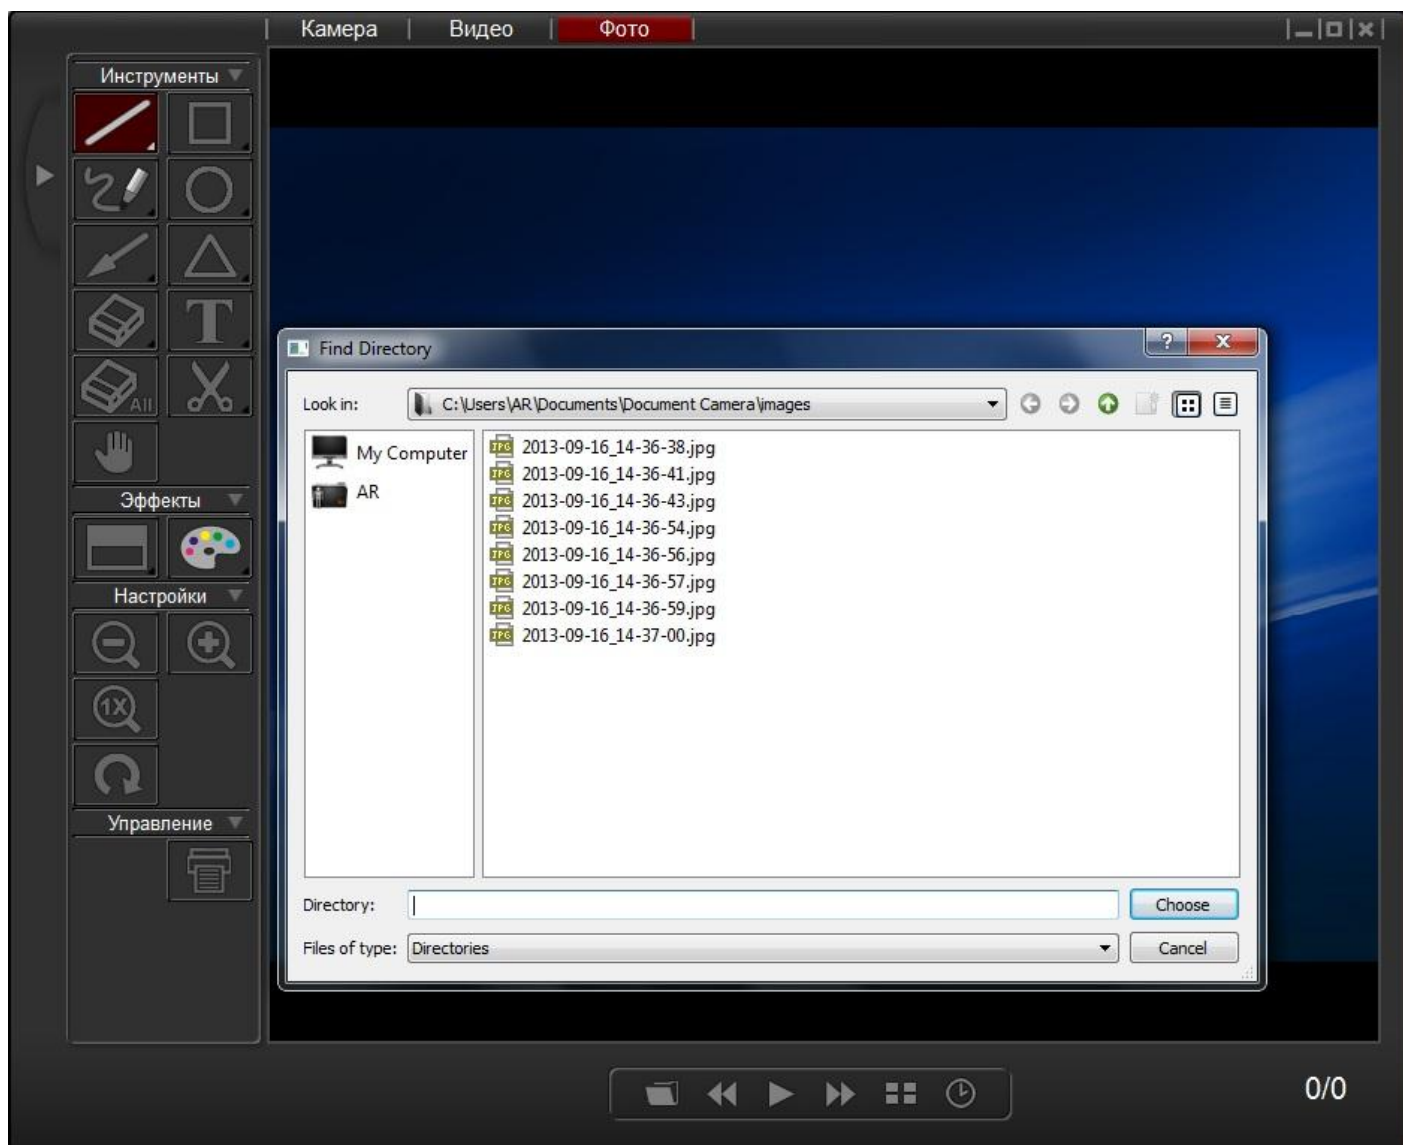 Камера
Видео
Фото
Инструменты
All
Эффекты
Настройки
1X
Управление
T
Find Directory
?
Look in:
C:\Users\AR\Documents\Document Camera\images
My Computer
AR
2013-09-16_14-36-38.jpg
2013-09-16_14-36-41.jpg
2013-09-16_14-36-43.jpg
2013-09-16_14-36-54.jpg
2013-09-16_14-36-56.jpg
2013-09-16_14-36-57.jpg
2013-09-16_14-36-59.jpg
2013-09-16_14-37-00.jpg
Directory:
Choose
Files of type:
Directories
Cancel
0/0